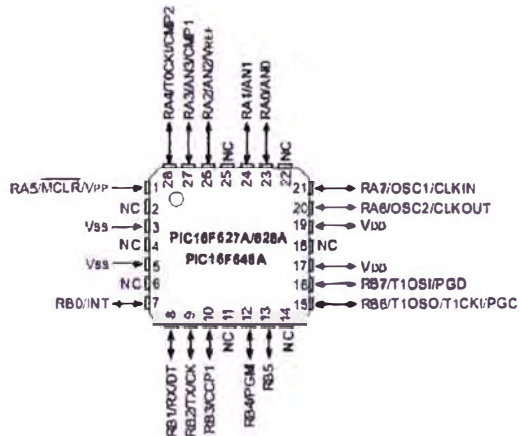 RA4/T0CKI/CMP2
RA3/AN3/CMP1
RA2/AN2/VREF
NC
RA1/AN1
RA0/AN0
NC
28
27
26
25
24
23
22
RA5/MCLR/VPP
1
NC
2
VSS
3
NC
4
VSS
5
NC
6
RB0/INT
7
PIC16F627A/628A
PIC16F648A
21
RA7/OSC1/CLKIN
20
RA6/OSC2/CLKOUT
19
VDD
18
NC
17
VDD
16
RB7/T1OSI/PGD
15
RB6/T1OSO/T1CKI/PGC
8
9
10
11
12
13
14
RB1/RX/DT
RB2/TX/CK
RB3/CCP1
NC
RB4/PGM
RB5
NC